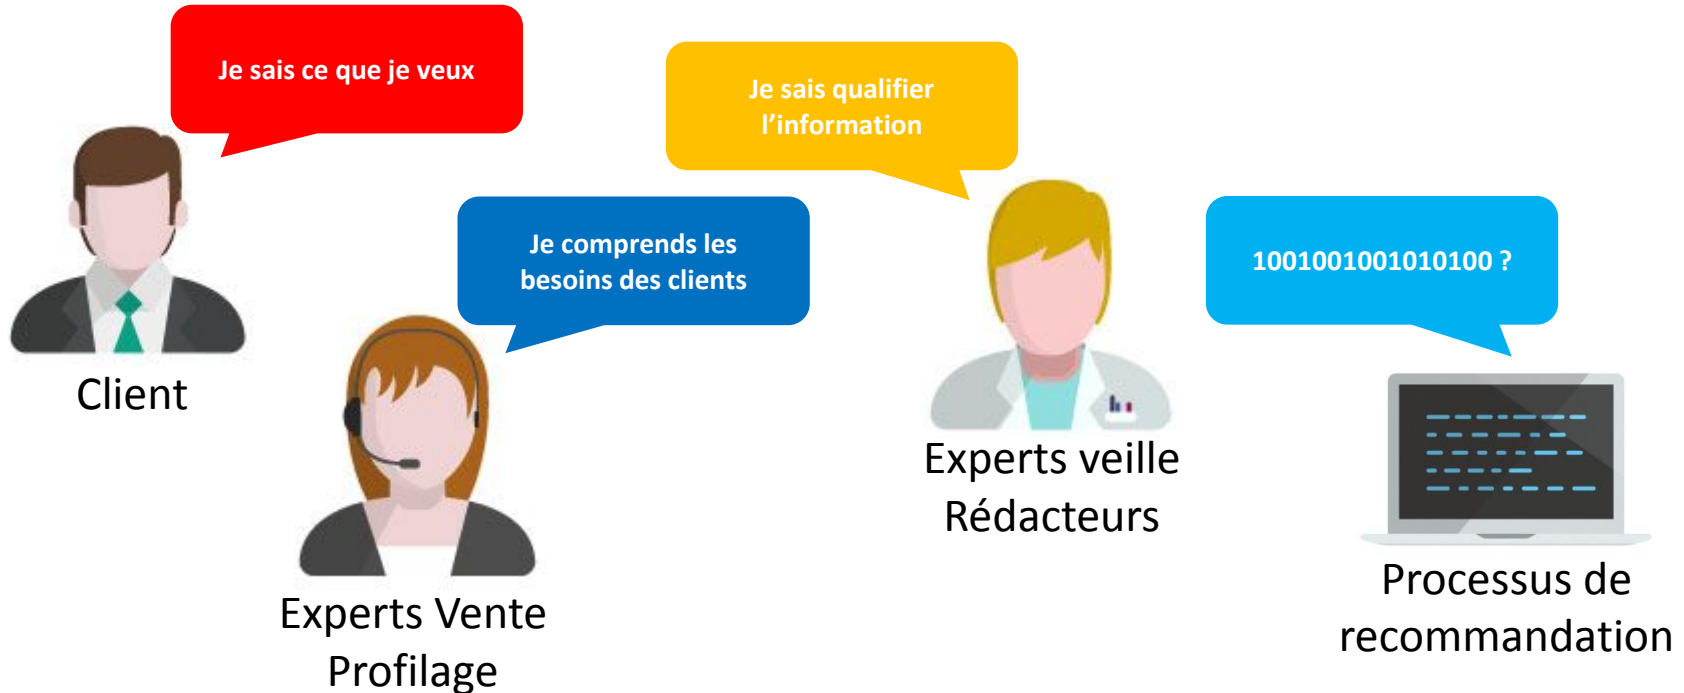 Je sais ce que je veux
Client
Je comprends les
besoins des clients
Experts Vente
Profilage
Je sais qualifier
l’information
Experts veille
Rédacteurs
1001001001010100 ?
Processus de
recommandation